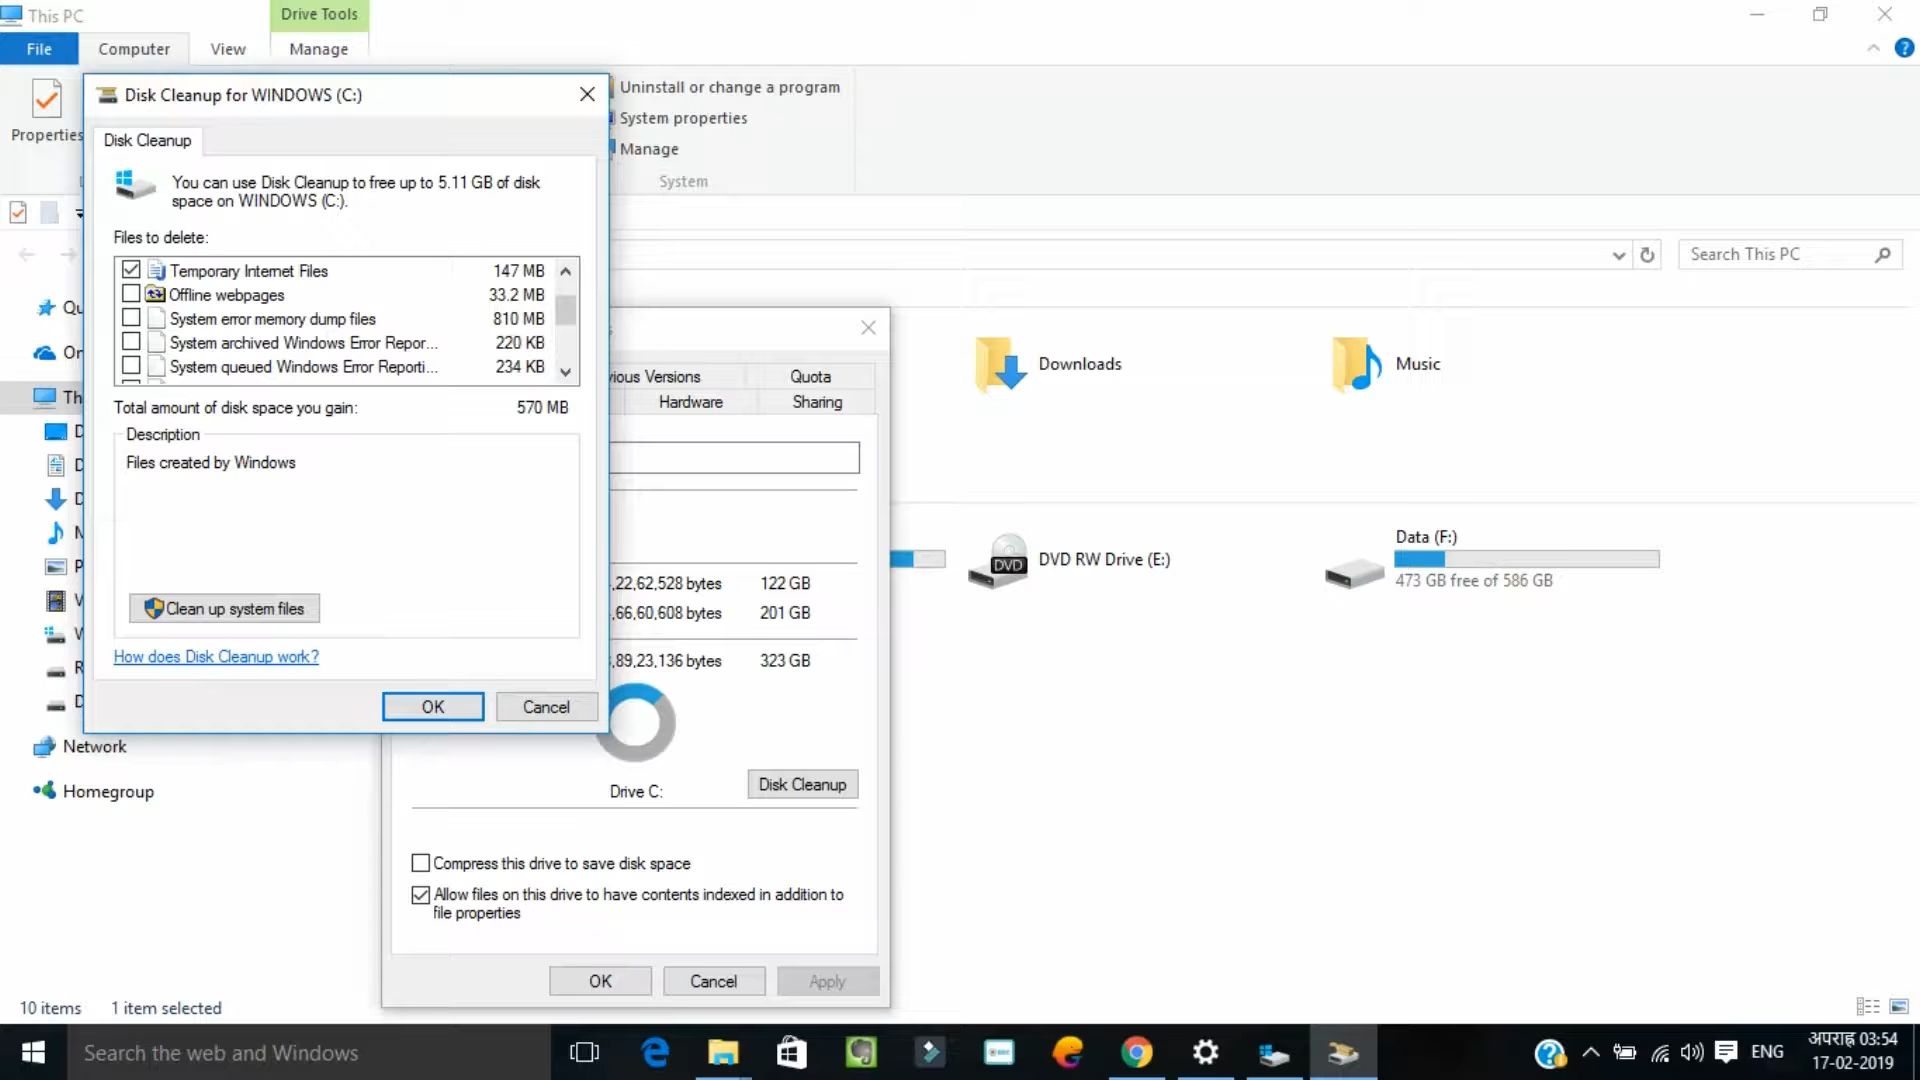 This PC
Drive Tools
File
Computer
View
Manage
Properties
Uninstall or change a program
System properties
Manage
System
Search This PC
Disk Cleanup for WINDOWS (C:)
Disk Cleanup
You can use Disk Cleanup to free up to 5.11 GB of disk
space on WINDOWS (C:).
Files to delete:
Temporary Internet Files 147 MB
Offline webpages 33.2 MB
System error memory dump files 810 MB
System archived Windows Error Repor... 220 KB
System queued Windows Error Reporti... 234 KB
Total amount of disk space you gain: 570 MB
Description
Files created by Windows
Clean up system files
How does Disk Cleanup work?
OK
Cancel
Network
Homegroup
Versions
Quota
Hardware
Sharing
,22,62,528 bytes 122 GB
,66,60,608 bytes 201 GB
,89,23,136 bytes 323 GB
Drive C:
Disk Cleanup
Compress this drive to save disk space
Allow files on this drive to have contents indexed in addition to
file properties
OK
Cancel
Apply
Downloads
Music
DVD
DVD RW Drive (E:)
Data (F:)
473 GB free of 586 GB
10 items
1 item selected
Search the web and Windows
ENG
अपराह्न 03:54
17-02-2019